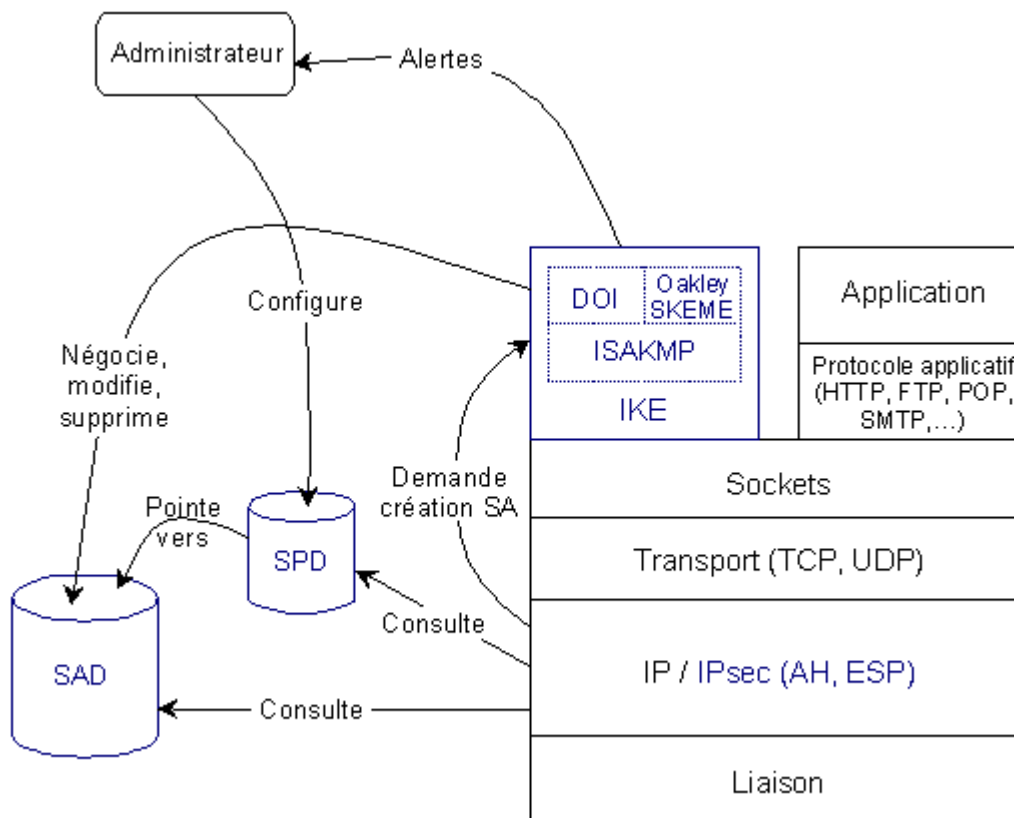 Administrateur
Alertes
Configure
Négocie,
modifie,
supprime
DOI
Oakley
SKEME
ISAKMP
IKE
Application
Protocole applicatif
(HTTP, FTP, POP,
SMTP,...)
Demande
création SA
Sockets
Pointe
vers
SPD
Transport (TCP, UDP)
Consulte
SAD
IP / IPsec (AH, ESP)
Consulte
Liaison